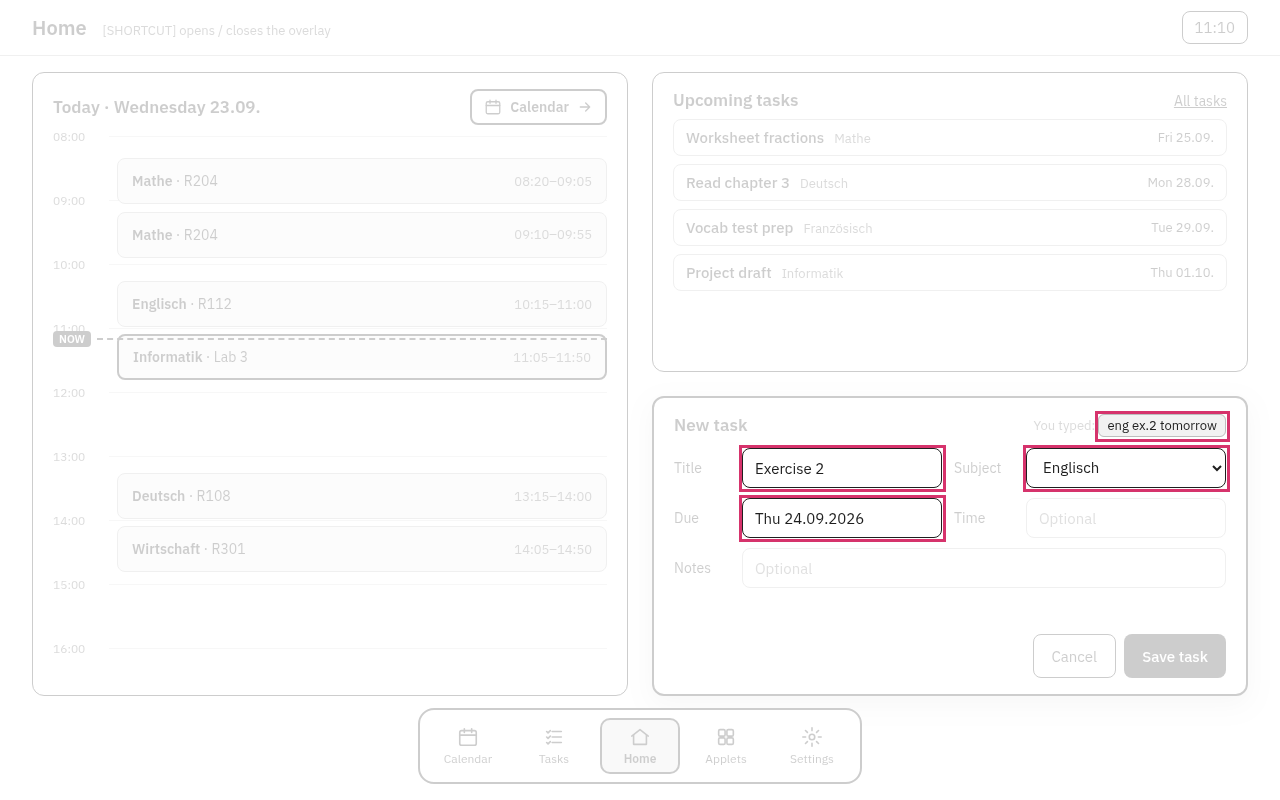 Home [SHORTCUT] opens / closes the overlay
11:10
Today · Wednesday 23.09.
Calendar →
08:00
Mathe · R204 08:20–09:05
09:00
Mathe · R204 09:10–09:55
10:00
Englisch · R112 10:15–11:00
11:00
NOW
Informatik · Lab 3 11:05–11:50
12:00
13:00
Deutsch · R108 13:15–14:00
14:00
Wirtschaft · R301 14:05–14:50
15:00
16:00
Upcoming tasks All tasks
Worksheet fractions Mathe Fri 25.09.
Read chapter 3 Deutsch Mon 28.09.
Vocab test prep Französisch Tue 29.09.
Project draft Informatik Thu 01.10.
New task You typed: eng ex.2 tomorrow
Title Exercise 2 Subject Englisch
Due Thu 24.09.2026 Time Optional
Notes Optional
Cancel Save task
Calendar Tasks Home Applets Settings